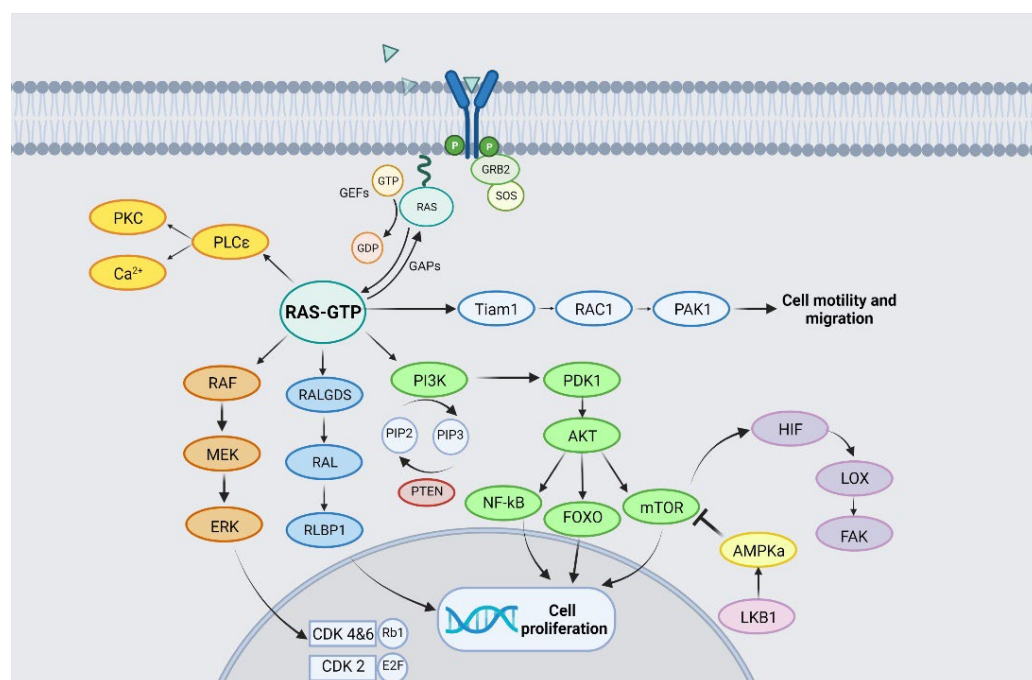 P
P
GRB2
SOS
GTP
GEFs
RAS
GDP
GAPs
PKC
PLCε
Ca²⁺
RAS-GTP
Tiam1
RAC1
PAK1
Cell motility and
migration
RAF
RALGDS
PI3K
PDK1
MEK
RAL
PIP2
PIP3
AKT
HIF
PTEN
LOX
ERK
RLBP1
NF-kB
FOXO
mTOR
FAK
AMPKa
LKB1
Cell
proliferation
CDK 4&6
Rb1
CDK 2
E2F